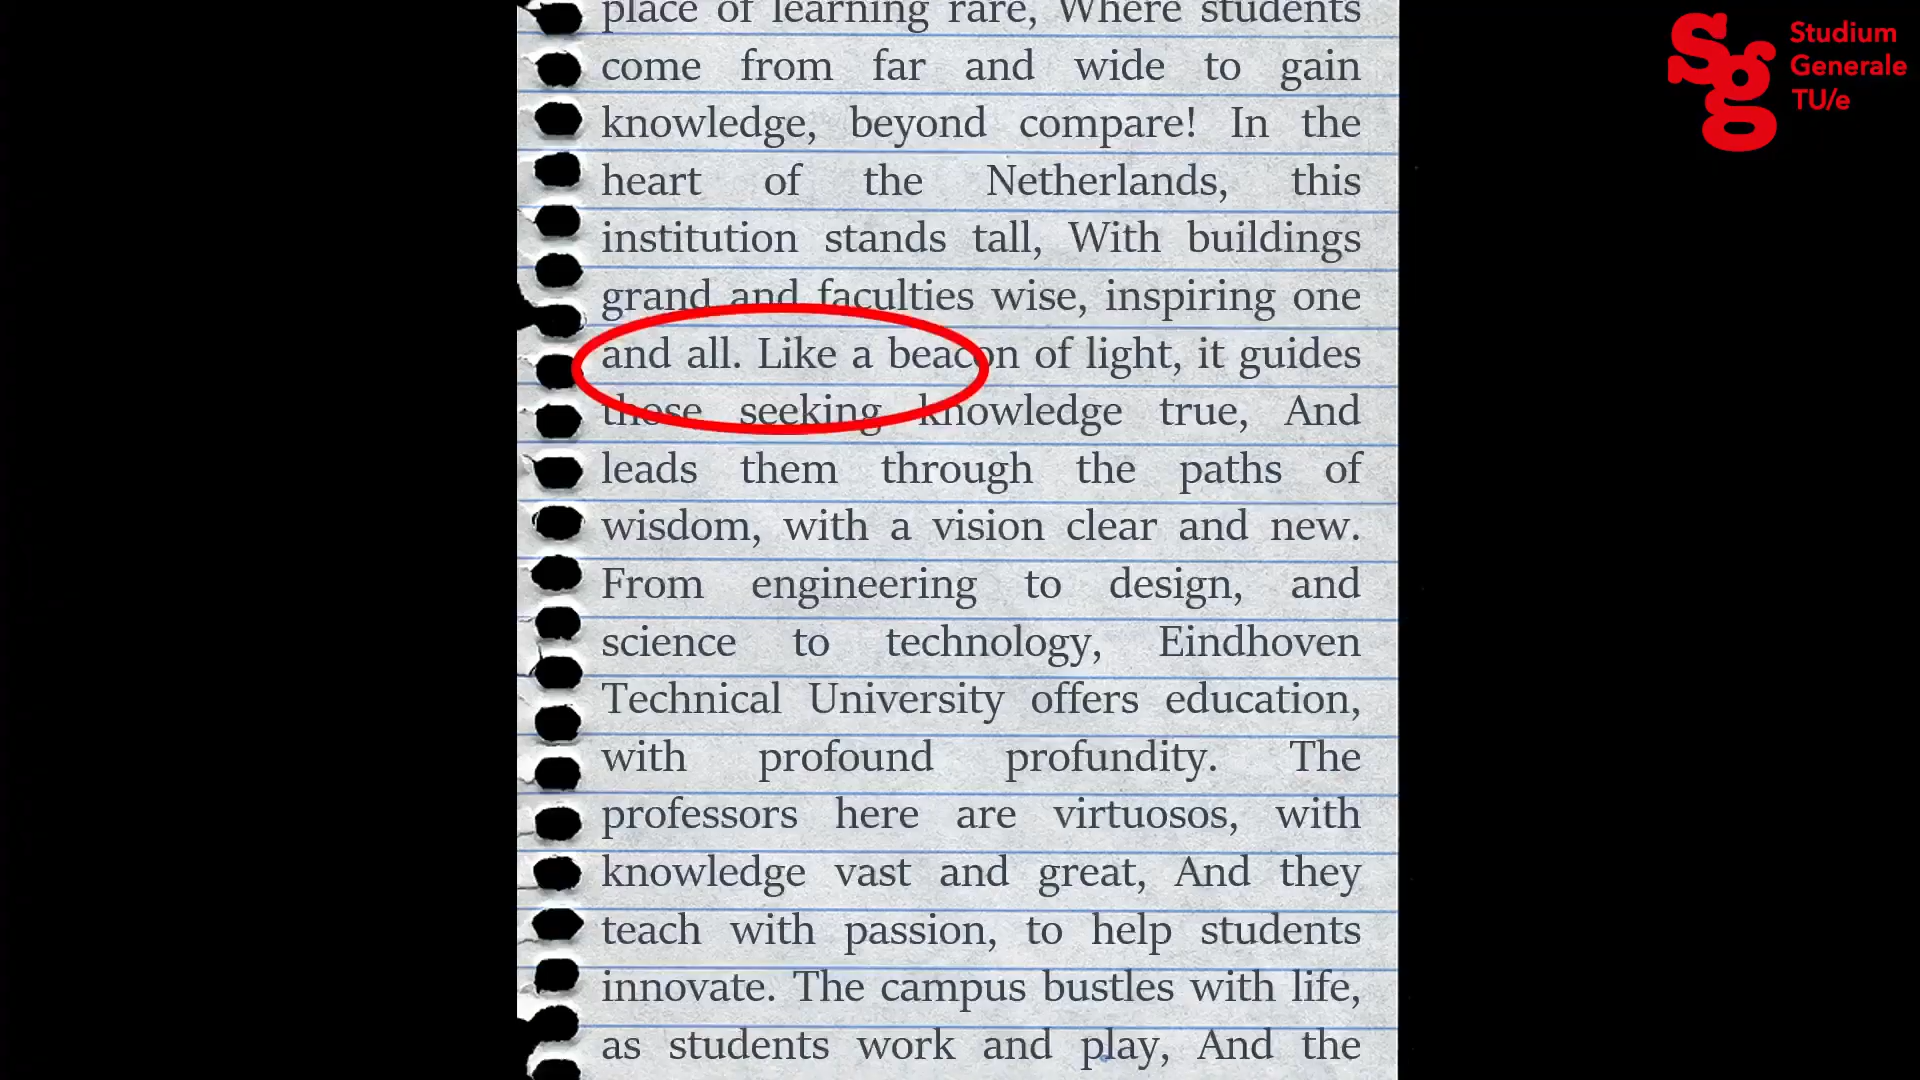 place of learning rare, Where students
come from far and wide to gain
knowledge, beyond compare! In the
heart of the Netherlands, this
institution stands tall, With buildings
grand and faculties wise, inspiring one
and all. Like a beacon of light, it guides
those seeking knowledge true, And
leads them through the paths of
wisdom, with a vision clear and new.
From engineering to design, and
science to technology, Eindhoven
Technical University offers education,
with profound profundity. The
professors here are virtuosos, with
knowledge vast and great, And they
teach with passion, to help students
innovate. The campus bustles with life,
as students work and play, And the
Sg
Studium
Generale
TU/e